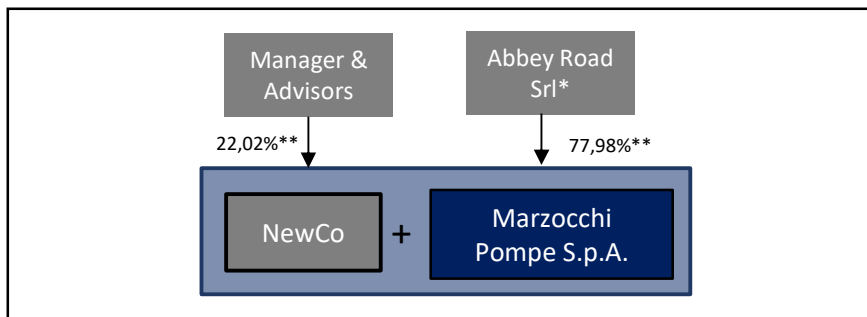 Manager &
Advisors
Abbey Road
Srl*
22,02%**
77,98%**
NewCo
+
Marzocchi
Pompe S.p.A.